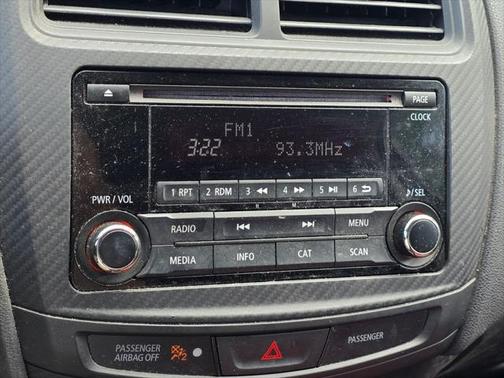 PAGE
CLOCK
FM1
3:22 93.3MHz
1 RPT 2 RDM 3 4 5 6
PWR / VOL /SEL
RADIO MENU
MEDIA INFO CAT SCAN
PASSENGER
AIRBAG OFF 2 PASSENGER